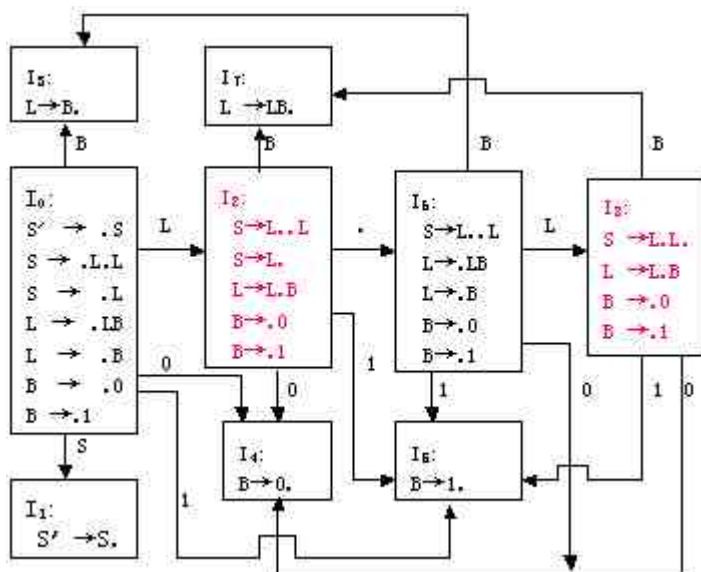 B
I₃:
L→B.
I₇:
L →LB.
B B B B
I₀:
S′ → .S
S → .L.L
S → .L
L → .LB
L → .B
B → .0
B →.1
L
I₂:
S→L..L
S→L.
L→L.B
B→.0
B→.1
.
I₆:
S→L..L
L→.LB
L→.B
B→.0
B→.1
L
I₈:
S →L.L.
L →L.B
B →.0
B →.1
0 0 1 1 0 1 0
S
I₁:
S′ →S.
1
I₄:
B→0.
I₅:
B→1.